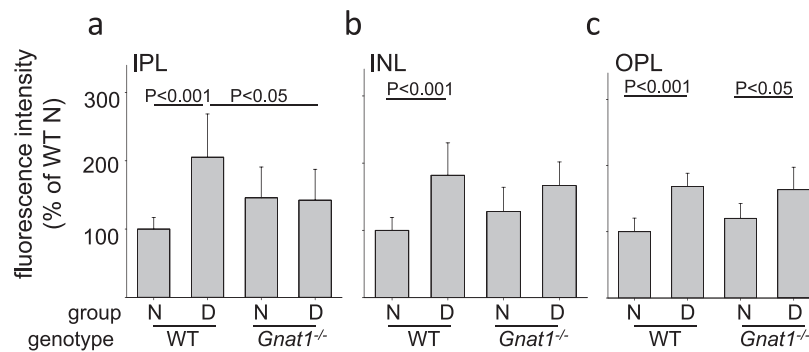 a b c
IPL INL OPL
fluorescence intensity
(% of WT N)
300
200
100
P<0.001 P<0.05
P<0.001
P<0.001 P<0.05
group N D N D N D N D N D N D
genotype WT Gnat1-/- WT Gnat1-/- WT Gnat1-/-